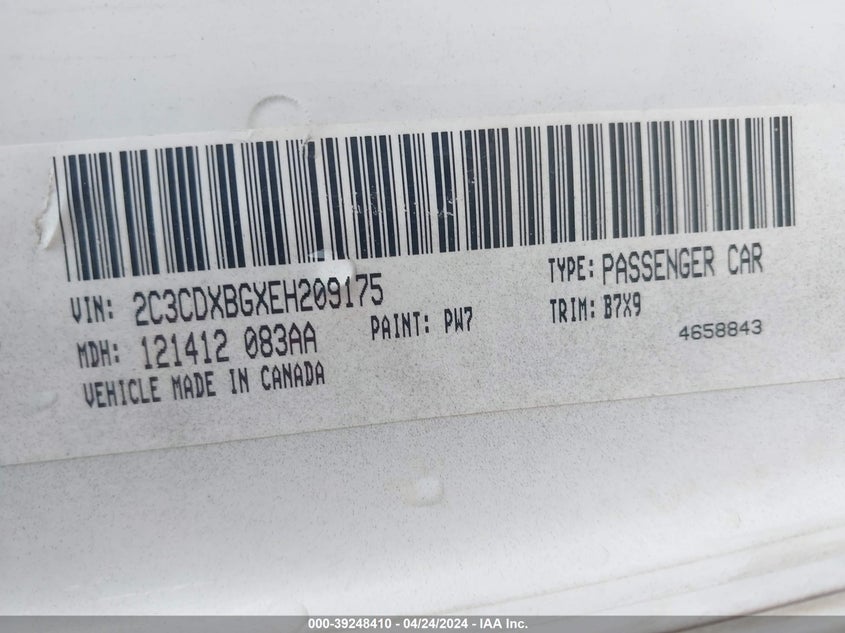 VIN: 2C3CDXBGXEH209175 TYPE: PASSENGER CAR
MDH: 121412 083AA PAINT: PW7 TRIM: B7X9
VEHICLE MADE IN CANADA 4658843
000-39248410 - 04/24/2024 - IAA Inc.